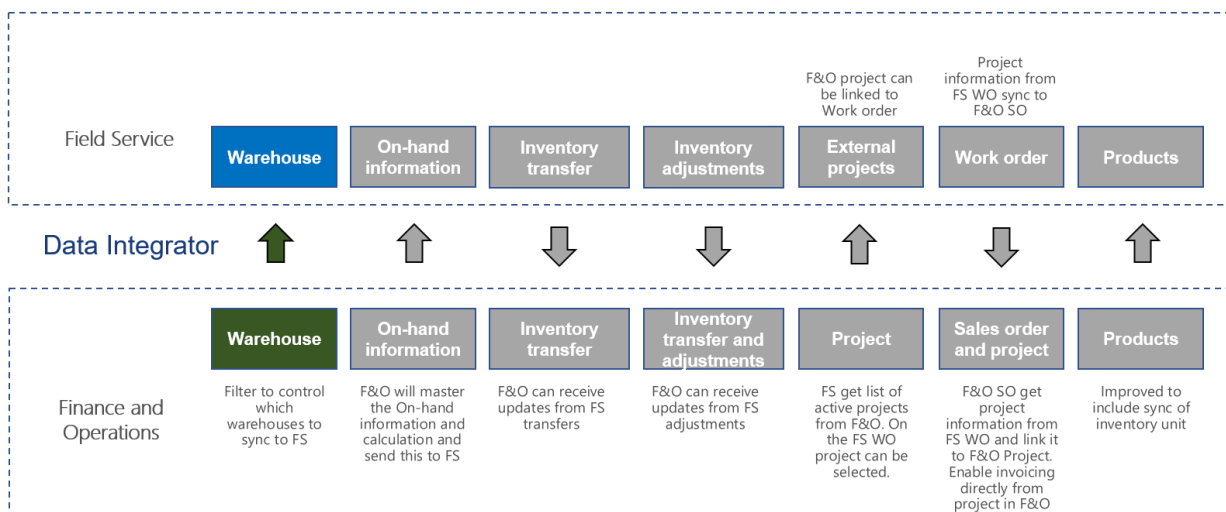 F&O project can
be linked to
Work order
Project
information from
FS WO sync to
F&O SO
Field Service
Warehouse
On-hand
information
Inventory
transfer
Inventory
adjustments
External
projects
Work order
Products
Data Integrator
Warehouse
On-hand
information
Inventory
transfer
Inventory
transfer and
adjustments
Project
Sales order
and project
Products
Finance and
Operations
Filter to control
which
warehouses to
sync to FS
F&O will master
the On-hand
information and
calculation and
send this to FS
F&O can receive
updates from FS
transfers
F&O can receive
updates from FS
adjustments
FS get list of
active projects
from F&O. On
the FS WO
project can be
selected.
F&O SO get
project
information from
FS WO and link it
to F&O Project.
Enable invoicing
directly from
project in F&O
Improved to
include sync of
inventory unit